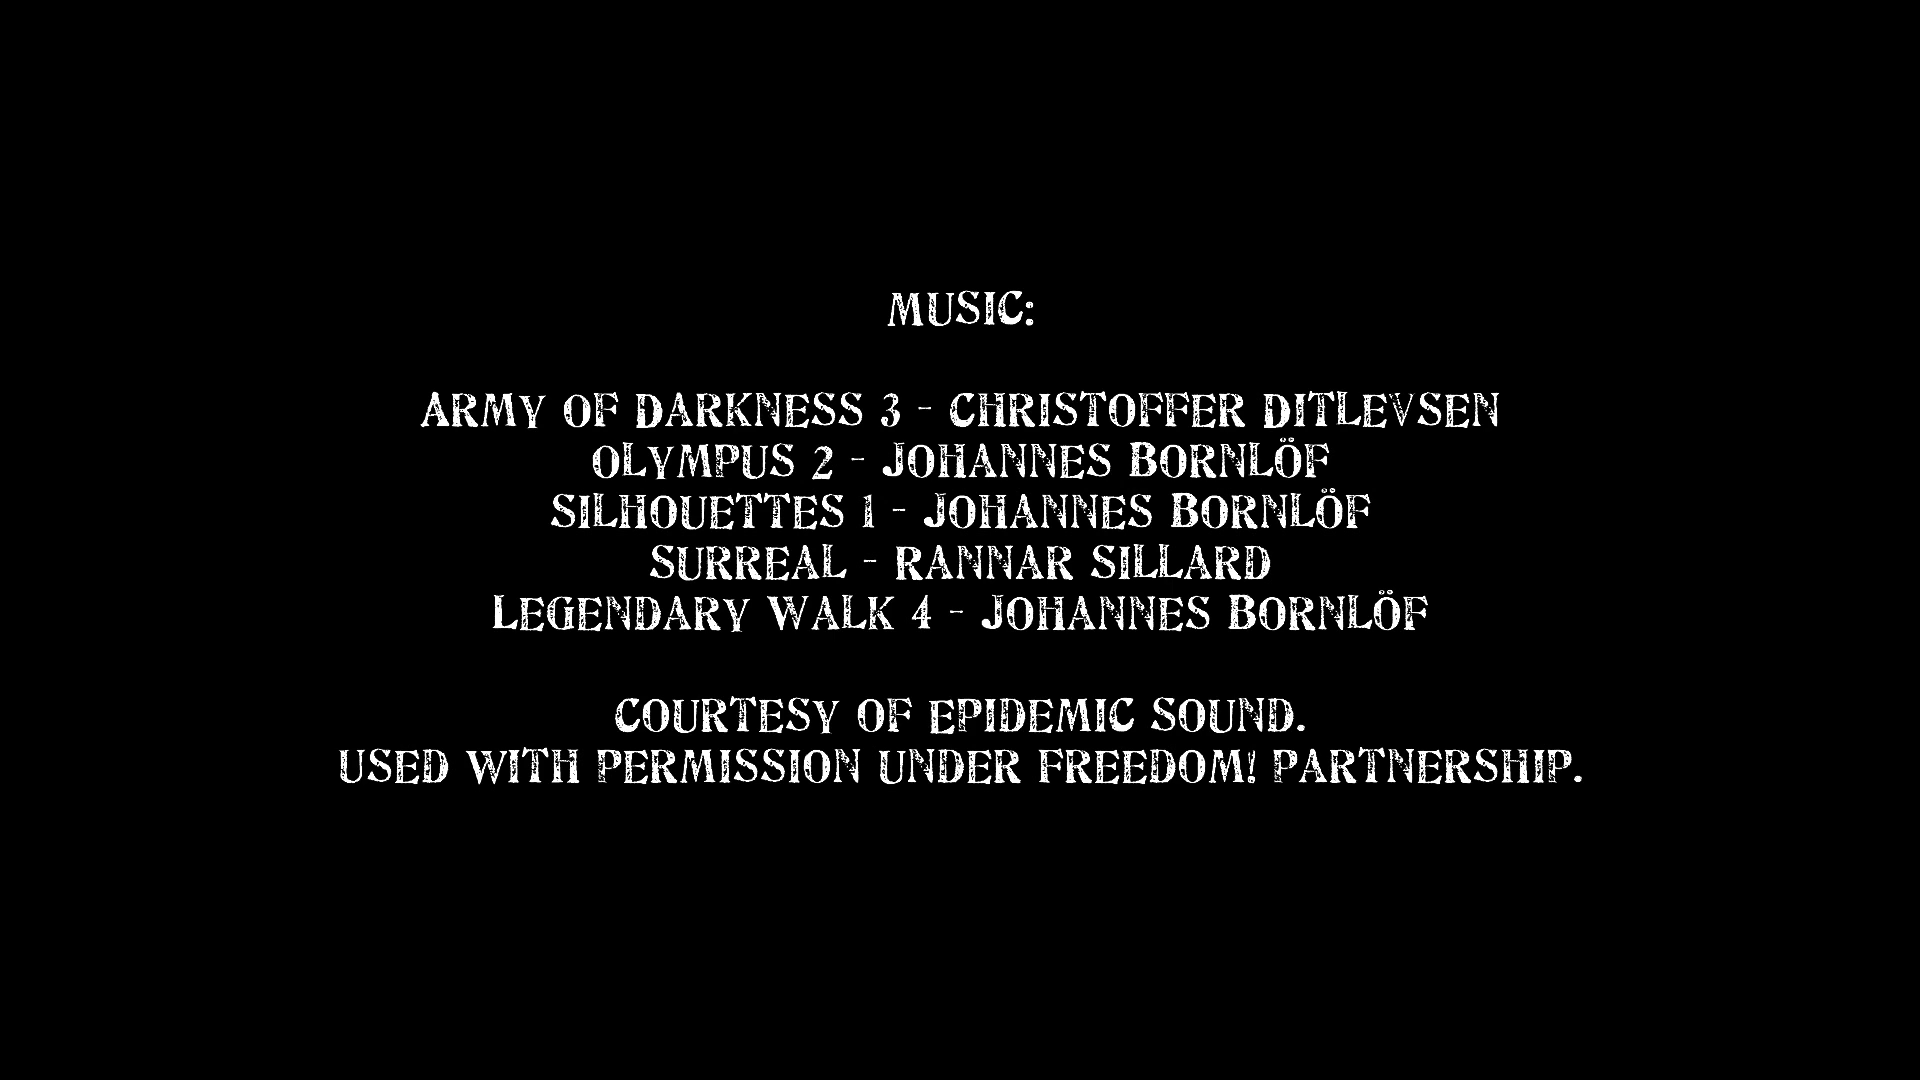 MUSIC:
ARMY OF DARKNESS 3 - CHRISTOFFER DITLEVSEN
OLYMPUS 2 - JOHANNES BORNLÖF
SILHOUETTES 1 - JOHANNES BORNLÖF
SURREAL - RANNAR SILLARD
LEGENDARY WALK 4 - JOHANNES BORNLÖF
COURTESY OF EPIDEMIC SOUND.
USED WITH PERMISSION UNDER FREEDOM! PARTNERSHIP.